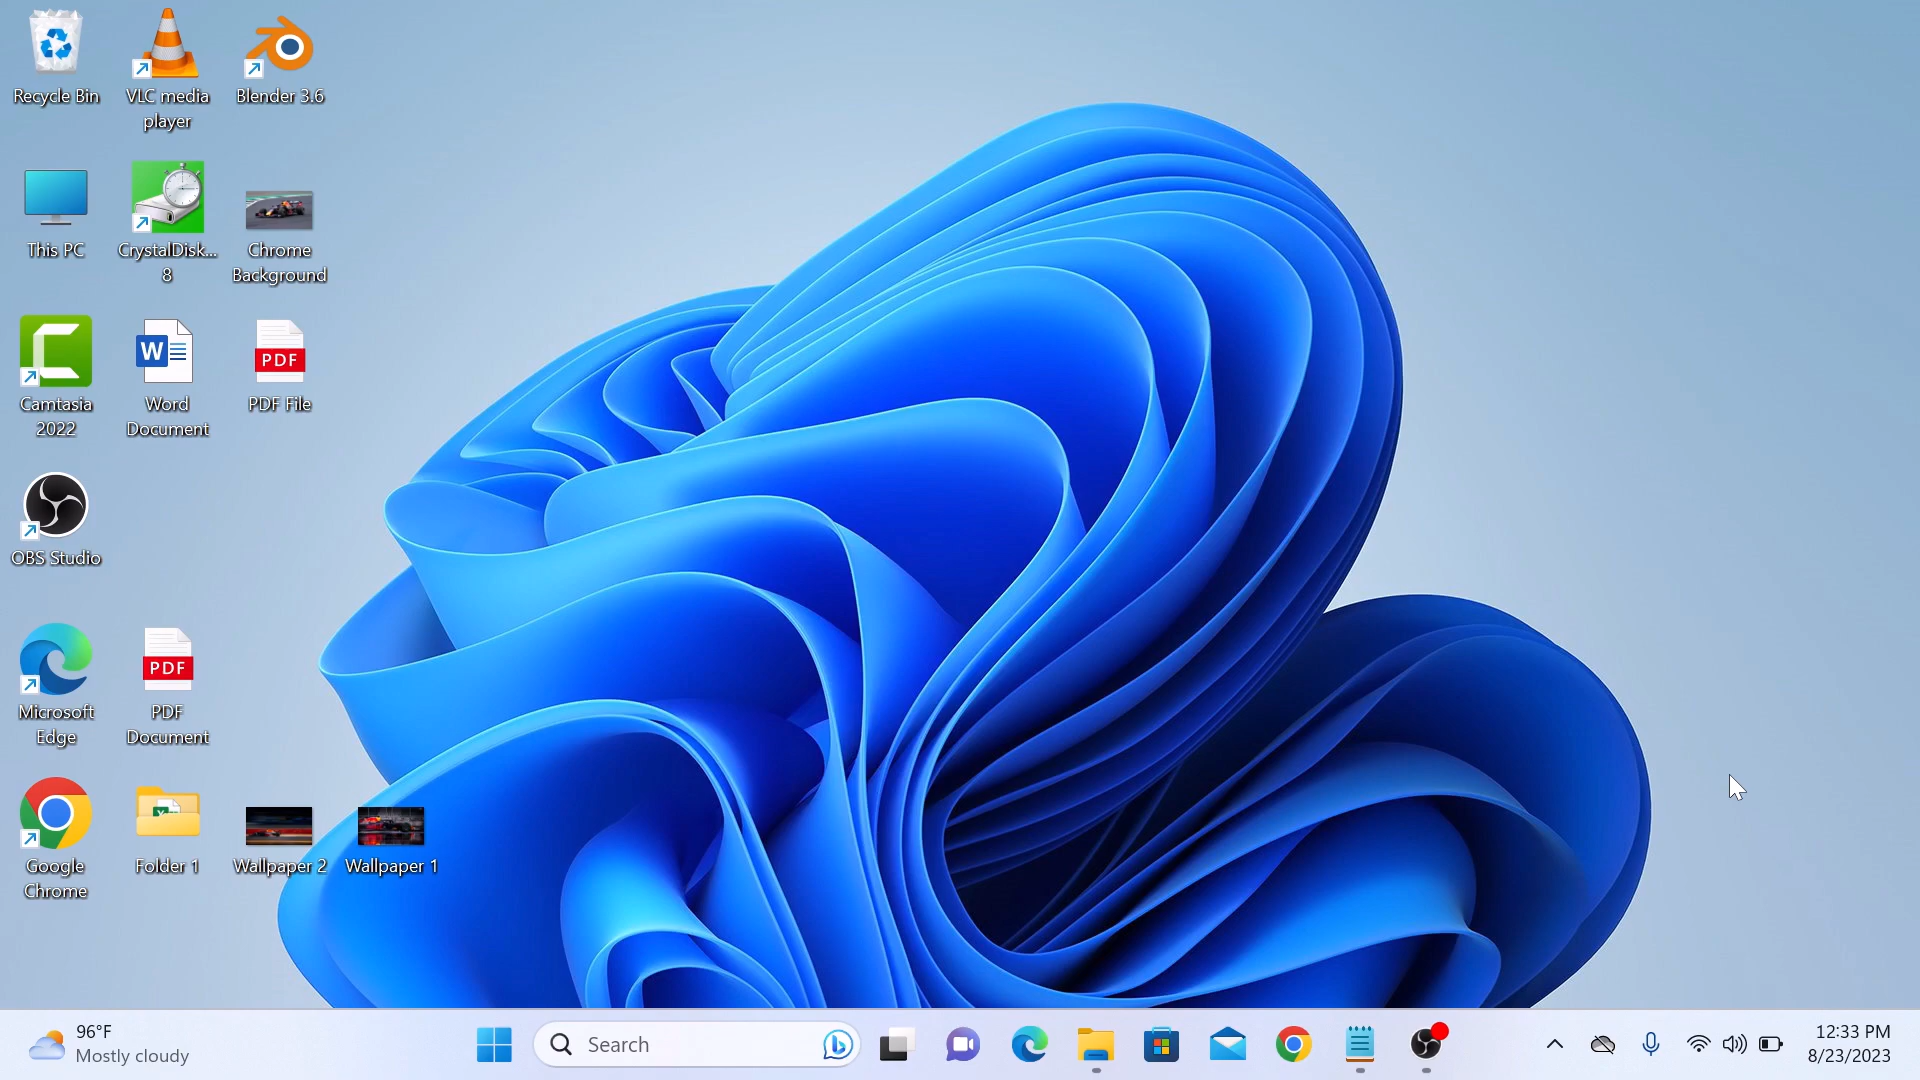 Recycle Bin
VLC media
player
Blender 3.6
This PC
CrystalDisk...
8
Chrome
Background
Camtasia
2022
W
Word
Document
PDF
PDF File
OBS Studio
Microsoft
Edge
PDF
PDF
Document
Google
Chrome
Folder 1
Wallpaper 2
Wallpaper 1
96°F
Mostly cloudy
Search
12:33 PM
8/23/2023